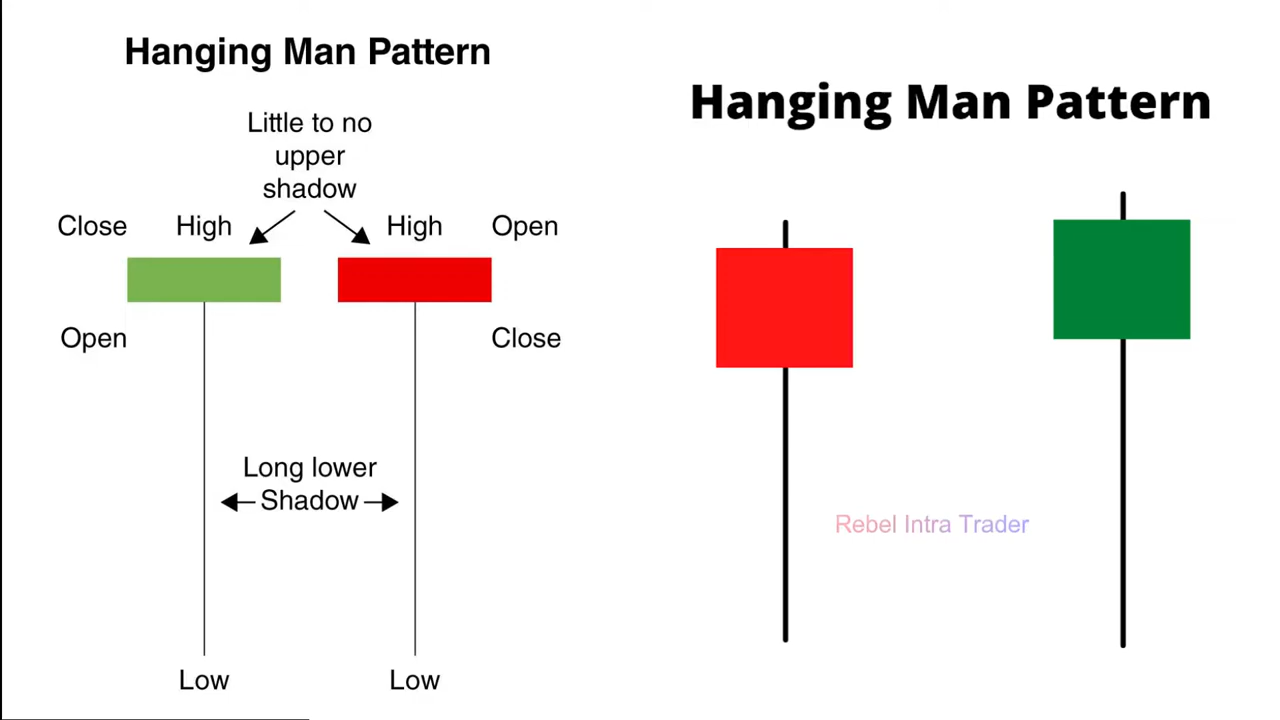 Hanging Man Pattern
Little to no
upper
shadow
Close High High Open
Open Close
Long lower
Shadow
Low Low
Hanging Man Pattern
Rebel Intra Trader